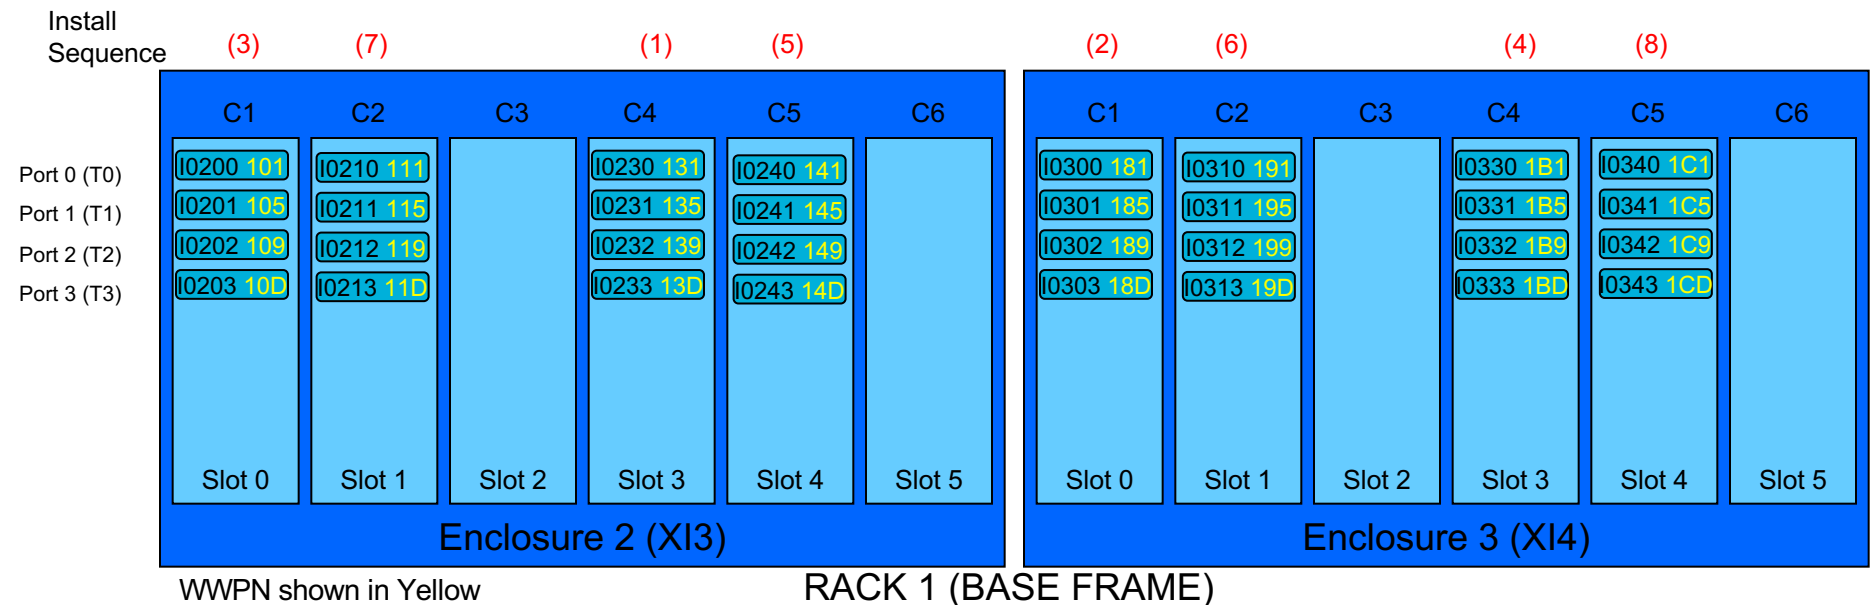 Install
Sequence (3) (7) (1) (5) (2) (6) (4) (8)
C1 C2 C3 C4 C5 C6 C1 C2 C3 C4 C5 C6
Port 0 (T0) I0200 101 I0210 111 I0230 131 I0240 141 I0300 181 I0310 191 I0330 1B1 I0340 1C1
Port 1 (T1) I0201 105 I0211 115 I0231 135 I0241 145 I0301 185 I0311 195 I0331 1B5 I0341 1C5
Port 2 (T2) I0202 109 I0212 119 I0232 139 I0242 149 I0302 189 I0312 199 I0332 1B9 I0342 1C9
Port 3 (T3) I0203 10D I0213 11D I0233 13D I0243 14D I0303 18D I0313 19D I0333 1BD I0343 1CD
Slot 0 Slot 1 Slot 2 Slot 3 Slot 4 Slot 5 Slot 0 Slot 1 Slot 2 Slot 3 Slot 4 Slot 5
Enclosure 2 (XI3) Enclosure 3 (XI4)
WWPN shown in Yellow RACK 1 (BASE FRAME)